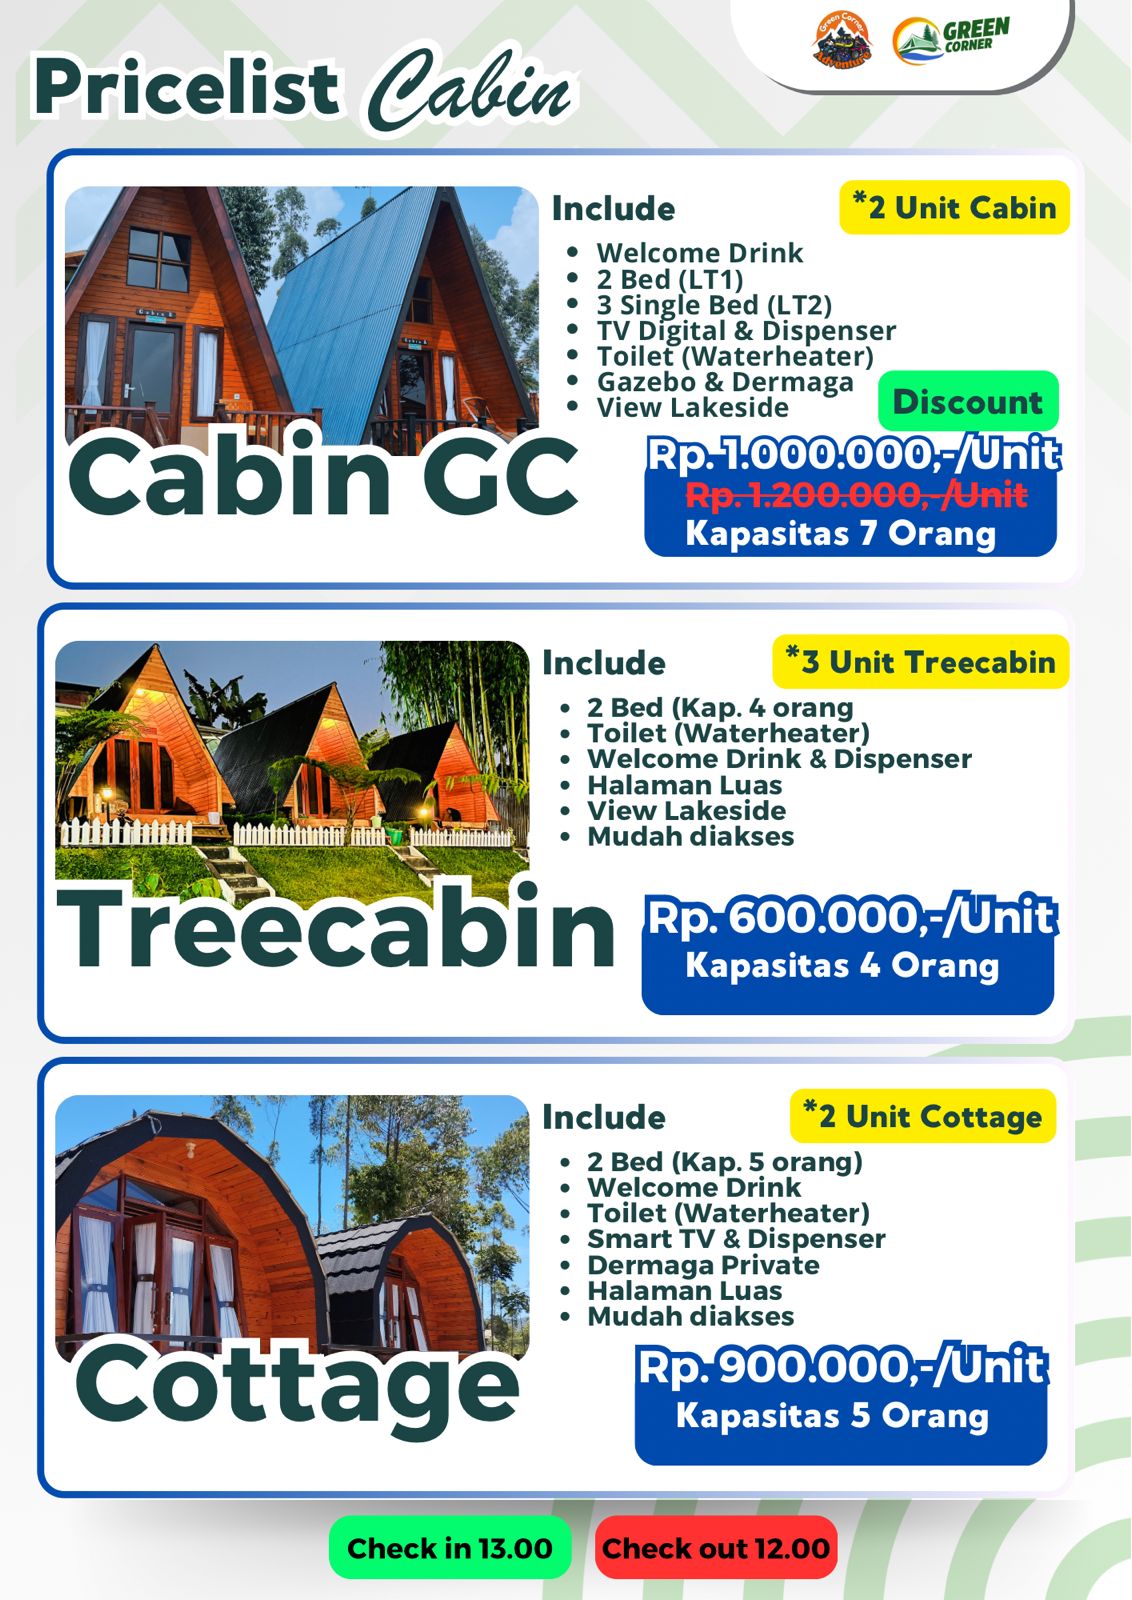 Green Corner
Adventure
GREEN
CORNER
Pricelist Cabin
Include
*2 Unit Cabin
• Welcome Drink
• 2 Bed (LT1)
• 3 Single Bed (LT2)
• TV Digital & Dispenser
• Toilet (Waterheater)
• Gazebo & Dermaga
• View Lakeside
Discount
Cabin GC
Rp. 1.000.000,-/Unit
Rp. 1.200.000,-/Unit
Kapasitas 7 Orang
Include
*3 Unit Treecabin
• 2 Bed (Kap. 4 orang
• Toilet (Waterheater)
• Welcome Drink & Dispenser
• Halaman Luas
• View Lakeside
• Mudah diakses
Treecabin
Rp. 600.000,-/Unit
Kapasitas 4 Orang
Include
*2 Unit Cottage
• 2 Bed (Kap. 5 orang)
• Welcome Drink
• Toilet (Waterheater)
• Smart TV & Dispenser
• Dermaga Private
• Halaman Luas
• Mudah diakses
Cottage
Rp. 900.000,-/Unit
Kapasitas 5 Orang
Check in 13.00
Check out 12.00